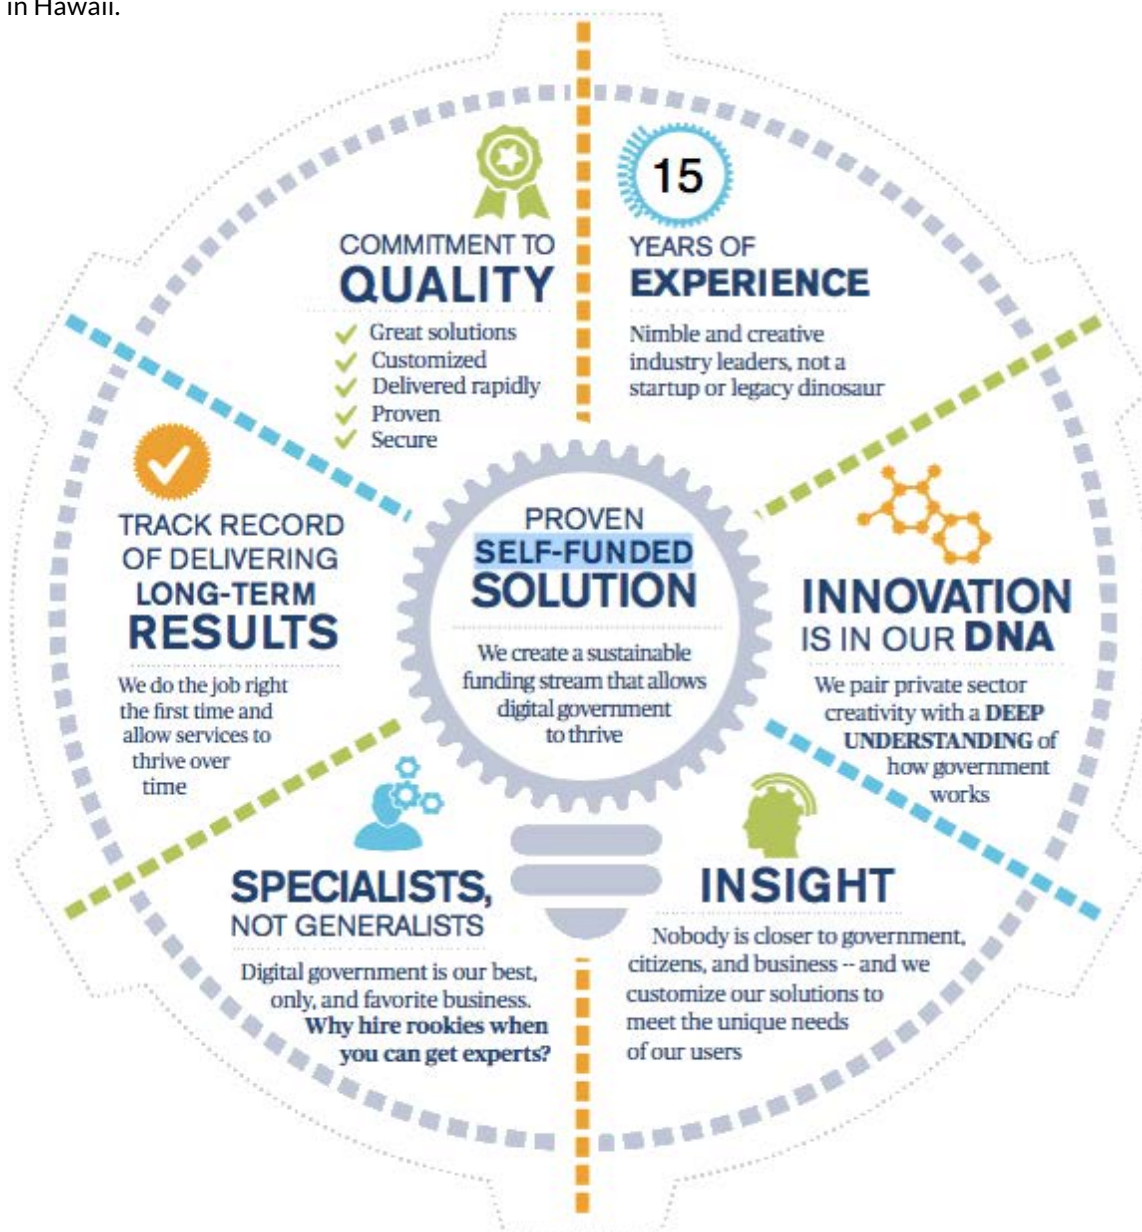 in Hawaii.
COMMITMENT TO
QUALITY
Great solutions
Customized
Delivered rapidly
Proven
Secure
15
YEARS OF
EXPERIENCE
Nimble and creative
industry leaders, not a
startup or legacy dinosaur
TRACK RECORD
OF DELIVERING
LONG-TERM
RESULTS
We do the job right
the first time and
allow services to
thrive over
time
PROVEN
SELF-FUNDED
SOLUTION
We create a sustainable
funding stream that allows
digital government
to thrive
INNOVATION
IS IN OUR DNA
We pair private sector
creativity with a DEEP
UNDERSTANDING of
how government
works
SPECIALISTS,
NOT GENERALISTS
Digital government is our best,
only, and favorite business.
Why hire rookies when
you can get experts?
INSIGHT
Nobody is closer to government,
citizens, and business -- and we
customize our solutions to
meet the unique needs
of our users